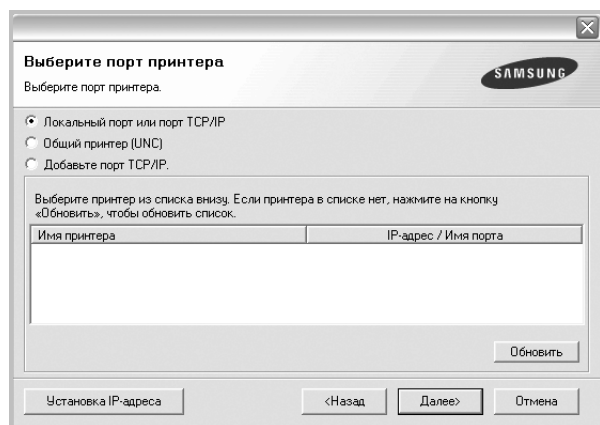 Выберите порт принтера
Выберите порт принтера.
SAMSUNG
Локальный порт или порт TCP/IP
Общий принтер (UNC)
Добавьте порт TCP/IP.
Выберите принтер из списка внизу. Если принтера в списке нет, нажмите на кнопку
«Обновить», чтобы обновить список.
Имя принтера IP-адрес / Имя порта
Обновить
Установка IP-адреса <Назад Далее> Отмена